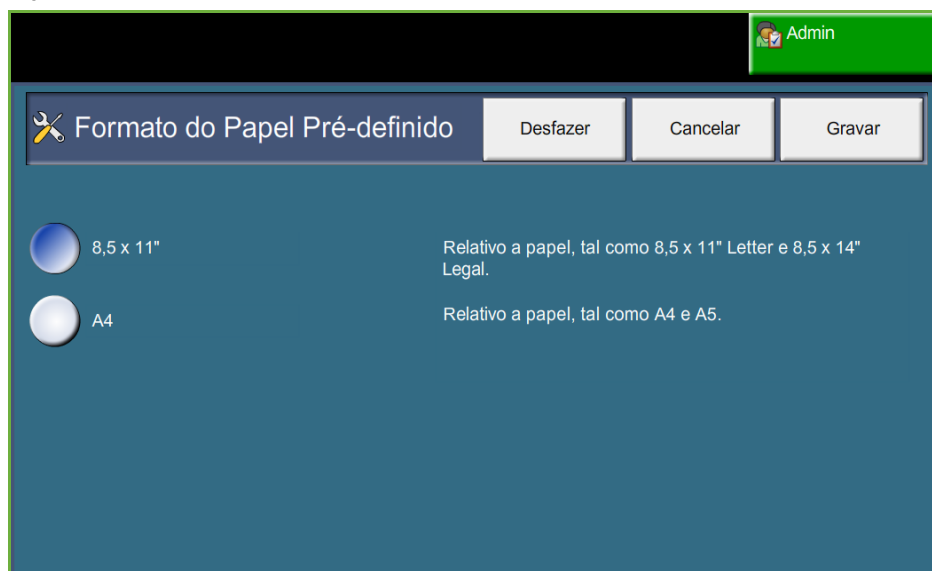 Admin
Formato do Papel Pré-definido
Desfazer
Cancelar
Gravar
8,5 x 11"
Relativo a papel, tal como 8,5 x 11" Letter e 8,5 x 14"
Legal.
A4
Relativo a papel, tal como A4 e A5.